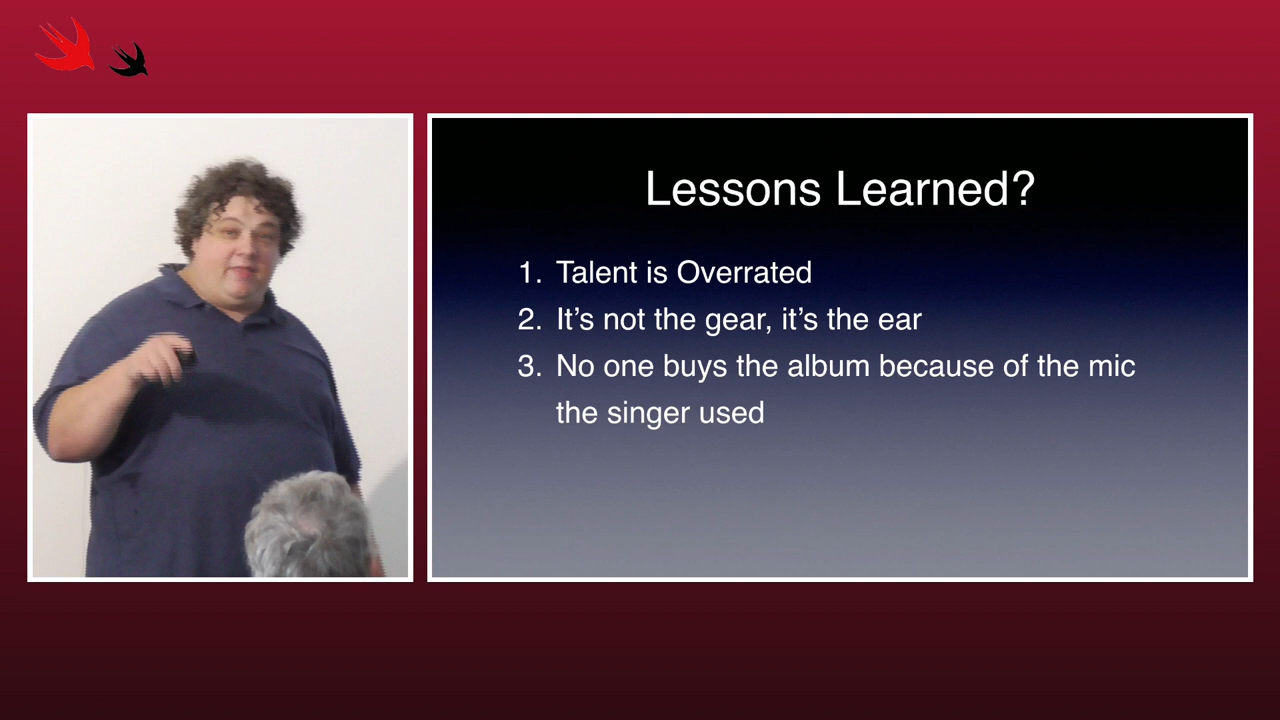 Lessons Learned?
1. Talent is Overrated
2. It’s not the gear, it’s the ear
3. No one buys the album because of the mic
the singer used